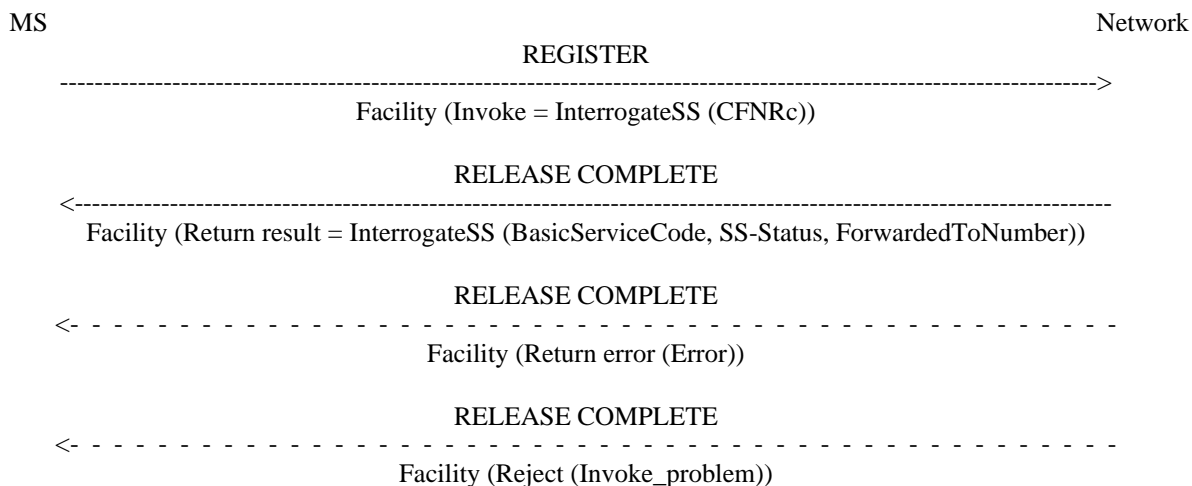 MS Network
REGISTER
Facility (Invoke = InterrogateSS (CFNRc))
RELEASE COMPLETE
Facility (Return result = InterrogateSS (BasicServiceCode, SS-Status, ForwardedToNumber))
RELEASE COMPLETE
Facility (Return error (Error))
RELEASE COMPLETE
Facility (Reject (Invoke_problem))